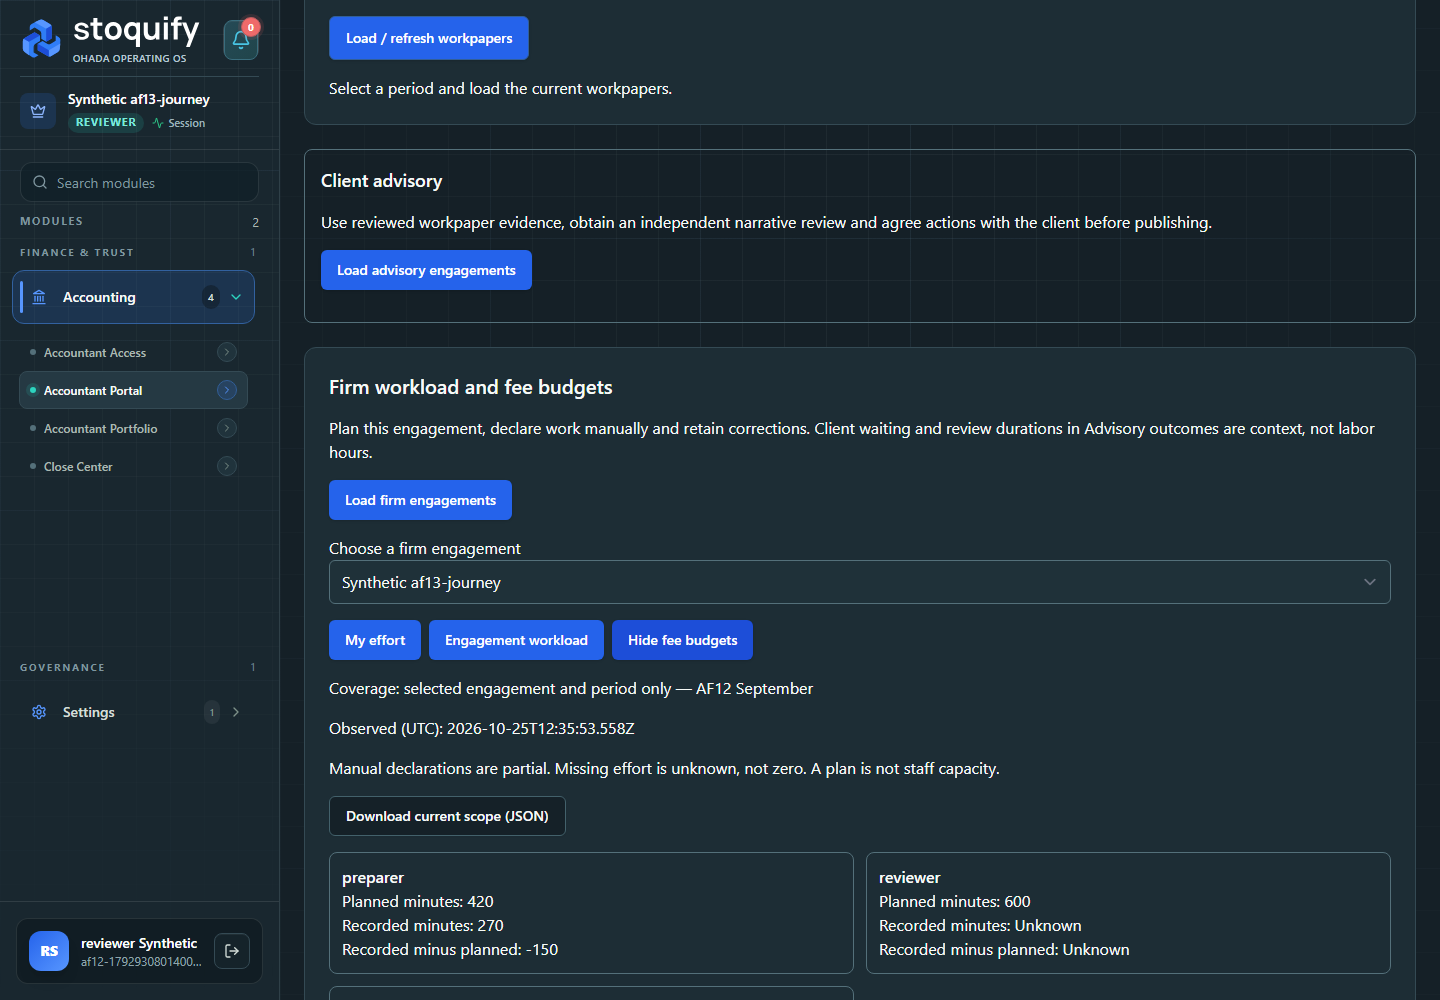 stoquify
OHADA OPERATING OS
0
Synthetic af13-journey
REVIEWER
Session
Search modules
MODULES 2
FINANCE & TRUST 1
Accounting 4
Accountant Access
Accountant Portal
Accountant Portfolio
Close Center
GOVERNANCE 1
Settings 1
RS
reviewer Synthetic
af12-1792930801400...
Load / refresh workpapers
Select a period and load the current workpapers.
Client advisory
Use reviewed workpaper evidence, obtain an independent narrative review and agree actions with the client before publishing.
Load advisory engagements
Firm workload and fee budgets
Plan this engagement, declare work manually and retain corrections. Client waiting and review durations in Advisory outcomes are context, not labor
hours.
Load firm engagements
Choose a firm engagement
Synthetic af13-journey
My effort
Engagement workload
Hide fee budgets
Coverage: selected engagement and period only — AF12 September
Observed (UTC): 2026-10-25T12:35:53.558Z
Manual declarations are partial. Missing effort is unknown, not zero. A plan is not staff capacity.
Download current scope (JSON)
preparer
Planned minutes: 420
Recorded minutes: 270
Recorded minus planned: -150
reviewer
Planned minutes: 600
Recorded minutes: Unknown
Recorded minus planned: Unknown